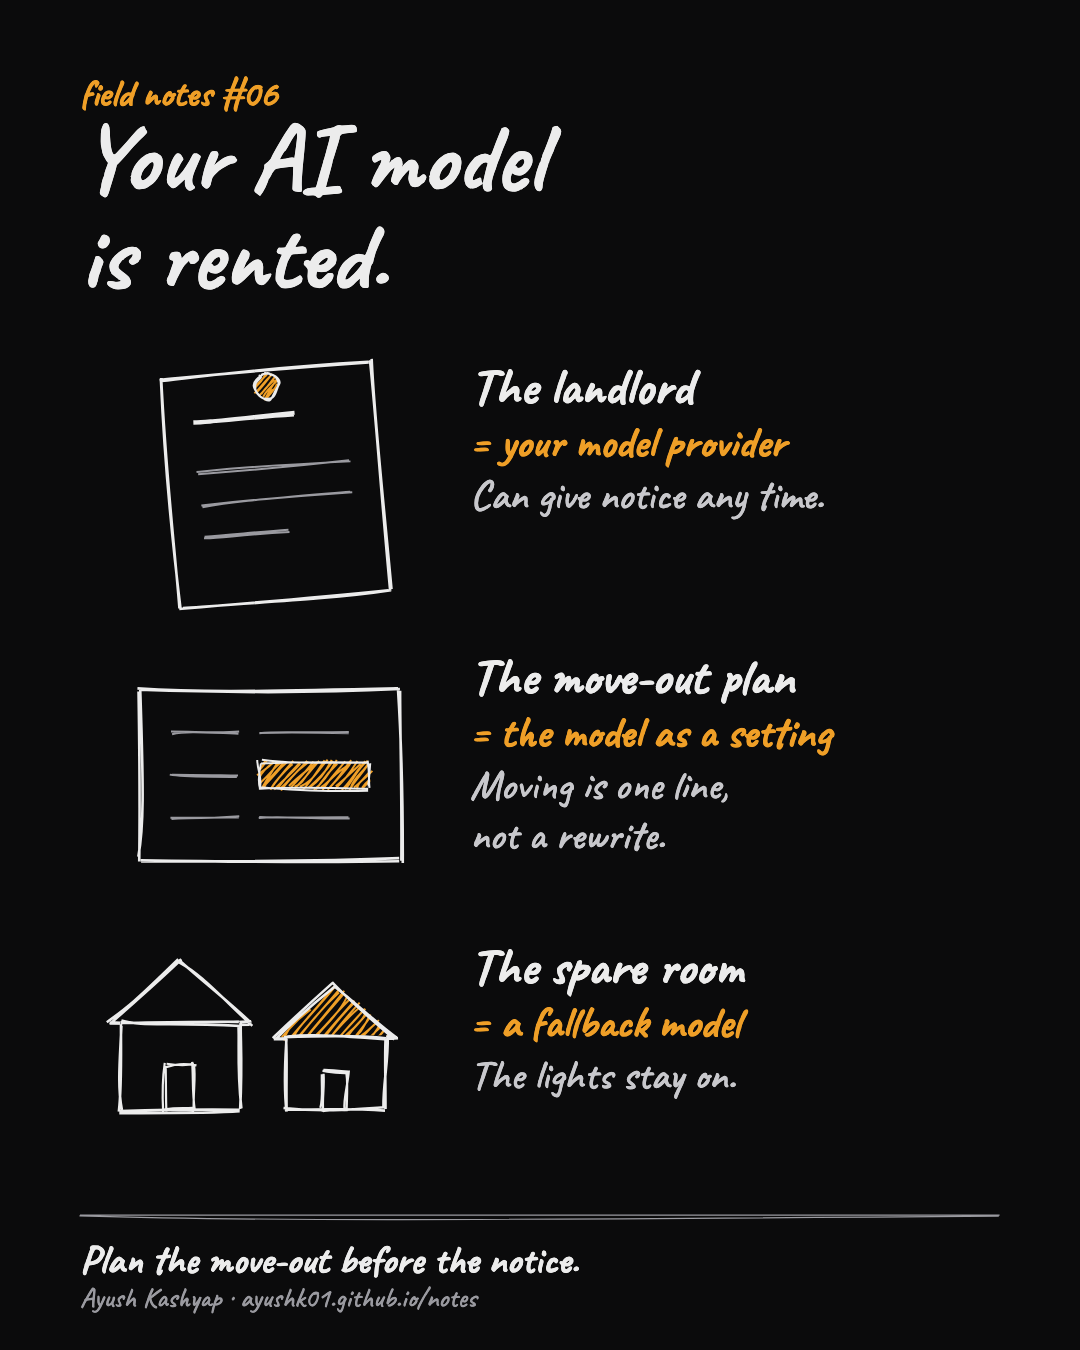 field notes #06
Your AI model
is rented.
The landlord
= your model provider
Can give notice any time.
The move-out plan
= the model as a setting
Moving is one line,
not a rewrite.
The spare room
= a fallback model
The lights stay on.
Plan the move-out before the notice.
Ayush Kashyap · ayushk01.github.io/notes